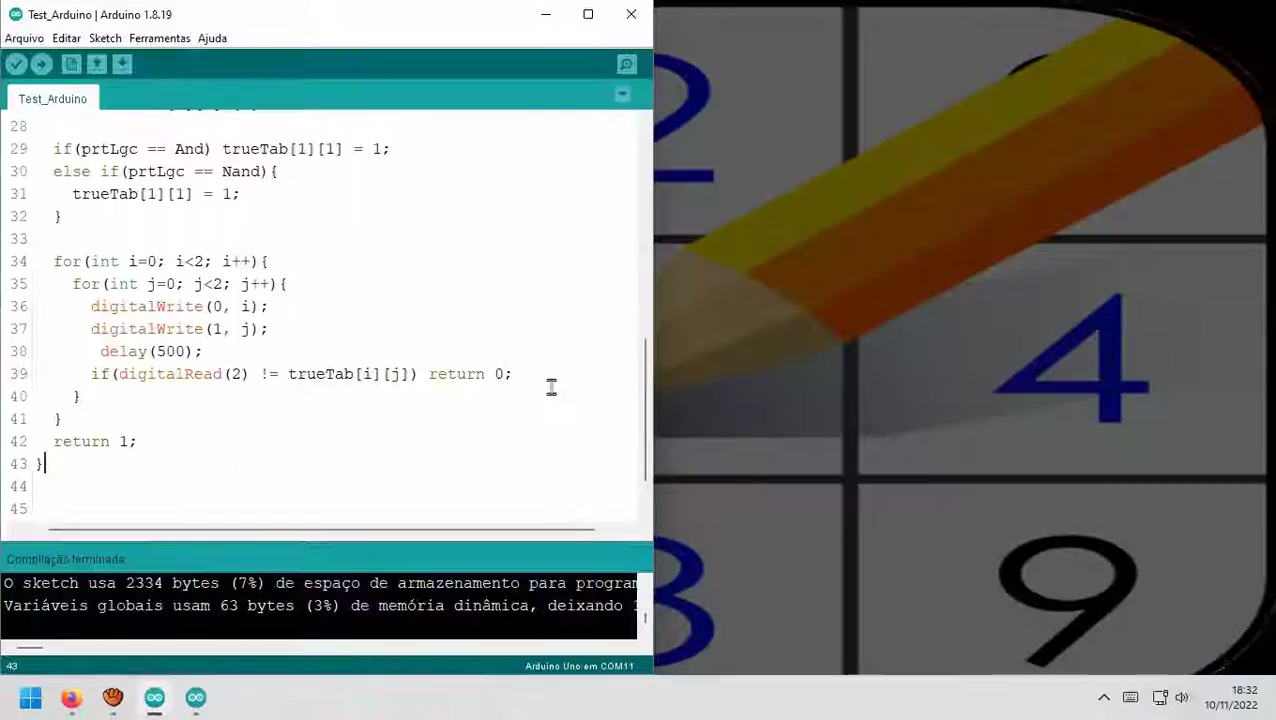 Test_Arduino | Arduino 1.8.19
Arquivo Editar Sketch Ferramentas Ajuda
Test_Arduino
28
29 if(prtLgc == And) trueTab[1][1] = 1;
30 else if(prtLgc == Nand){
31 trueTab[1][1] = 1;
32 }
33
34 for(int i=0; i<2; i++){
35 for(int j=0; j<2; j++){
36 digitalWrite(0, i);
37 digitalWrite(1, j);
38 delay(500);
39 if(digitalRead(2) != trueTab[i][j]) return 0;
40 }
41 }
42 return 1;
43 }
44
45
Compilação terminada
O sketch usa 2334 bytes (7%) de espaço de armazenamento para
Variáveis globais usam 63 bytes (3%) de memória dinâmica, deixando
43 Arduino Uno em COM11
2
4
9
18:32
10/11/2022